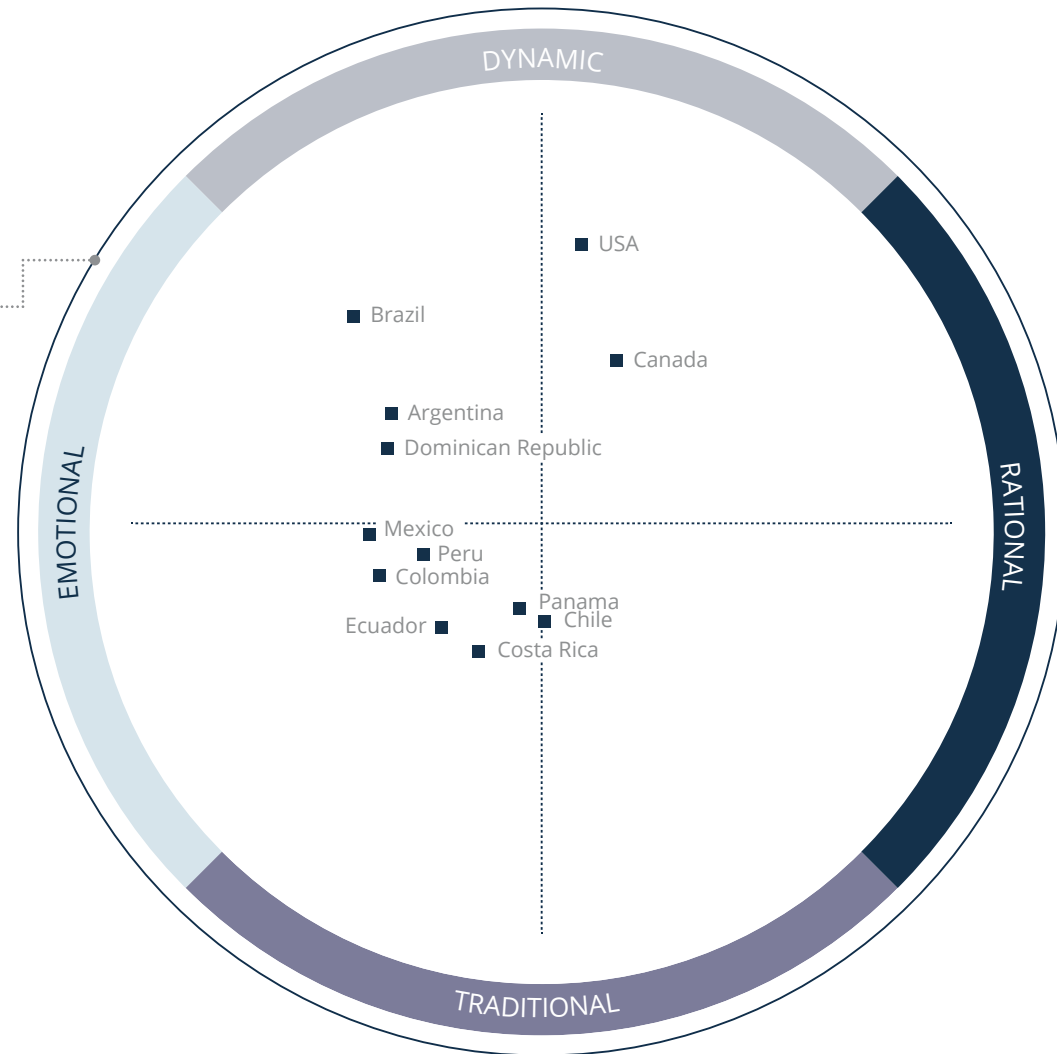 DYNAMIC
USA
Brazil
Canada
Argentina
Dominican Republic
EMOTIONAL
RATIONAL
Mexico
Peru
Colombia
Panama
Chile
Ecuador
Costa Rica
TRADITIONAL